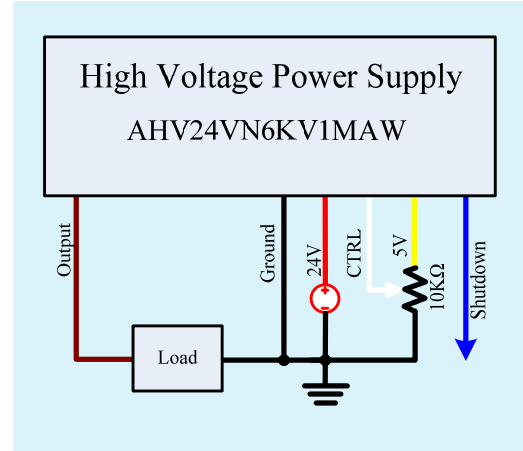 High Voltage Power Supply
AHV24VN6KV1MAW
Output
Ground
24V
CTRL
5V
10KΩ
Shutdown
Load